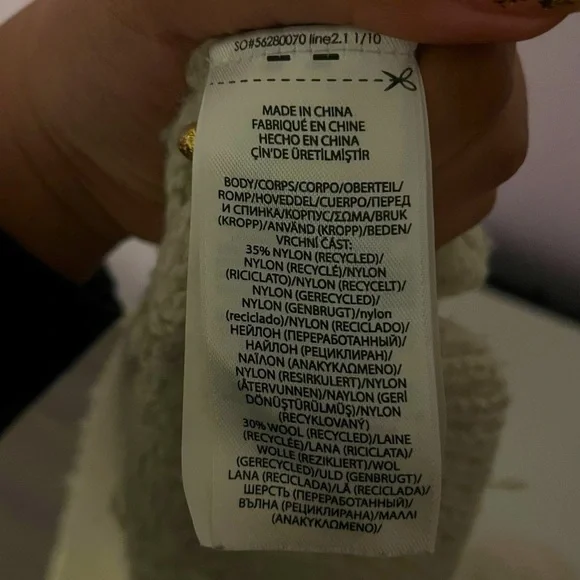 SO#56280070 line2.1 1/10
MADE IN CHINA
FABRIQUÉ EN CHINE
HECHO EN CHINA
ÇİN'DE ÜRETİLMİŞTİR
BODY/CORPS/CORPO/OBERTEIL/
ROMP/HOVEDDEL/CUERPO/ПЕРЕД
И СПИНКА/КОРПУС/ΣΩΜΑ/BRUK
(KROPP)/ANVÄND (KROPP)/BEDEN/
VRCHNÍ ČÁST:
35% NYLON (RECYCLED)/
NYLON (RECYCLÉ)/NYLON
(RICICLATO)/NYLON (RECYCELT)/
NYLON (GERECYCLED)/
NYLON (GENBRUGT)/nylon
(reciclado)/NYLON (RECICLADO)/
НЕЙЛОН (ПЕРЕРАБОТАННЫЙ)/
НАЙЛОН (РЕЦИКЛИРАН)/
ΝΑΪΛΟΝ (ΑΝΑΚΥΚΛΩΜΕΝΟ)/
NYLON (RESIRKULERT)/NYLON
(ÅTERVUNNEN)/NAYLON (GERİ
DÖNÜŞTÜRÜLMÜŞ)/NYLON
(RECYKLOVANÝ)
30% WOOL (RECYCLED)/LAINE
(RECYCLÉE)/LANA (RICICLATA)/
WOLLE (REZIKLIERT)/WOL
(GERECYCLED)/ULD (GENBRUGT)/
LANA (RECICLADA)/LÃ (RECICLADA)/
ШЕРСТЬ (ПЕРЕРАБОТАННЫЙ)/
ВЪЛНА (РЕЦИКЛИРАНА)/ΜΑΛΛΙ
(ΑΝΑΚΥΚΛΩΜΕΝΟ)/